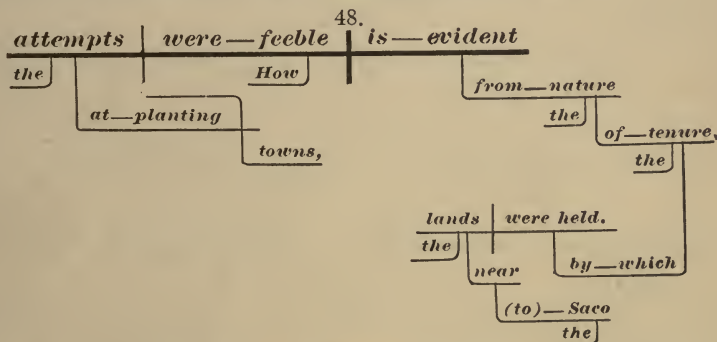 48.
attempts were—feeble is—evident
the How from—nature
the
at—planting of—tenure,
the
towns,
lands were held.
the
near by—which
(to)—Saco
the